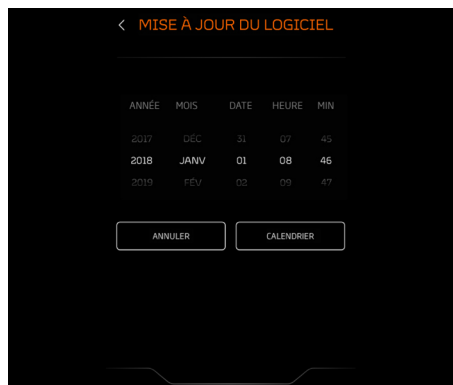 MISE À JOUR DU LOGICIEL
ANNÉE MOIS DATE HEURE MIN
2017 DÉC 31 07 45
2018 JANV 01 08 46
2019 FÉV 02 09 47
ANNULER CALENDRIER